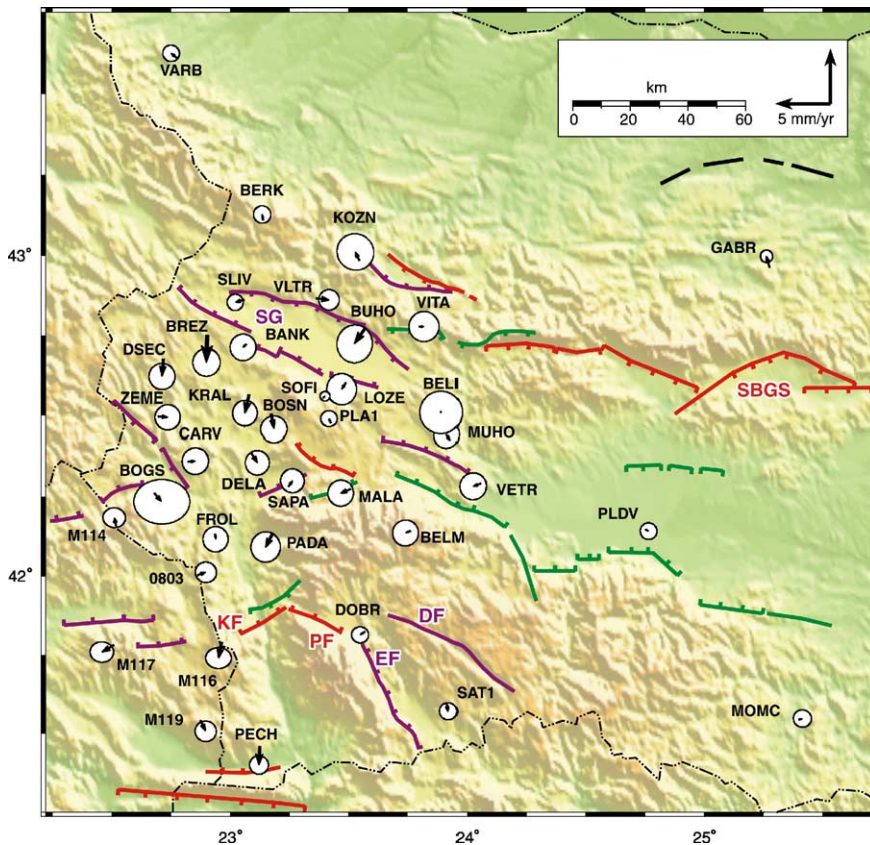 VARB
km
0 20 40 60
5 mm/yr
BERK
KOZN
GABR
43°
SLIV
VLTR
SG
BUHO
VITA
BREZ
BANK
DSEC
SOFI
LOZE
BELI
SBGS
ZEME
KRAL
BOSN
PLA1
CARV
MUHO
BOGS
DELA
SAPA
MALA
VETR
M114
FROL
PADA
BELM
PLDV
42°
0803
KF
PF
DOBR
DF
EF
M117
M116
SAT1
M119
PECH
MOMC
23°
24°
25°